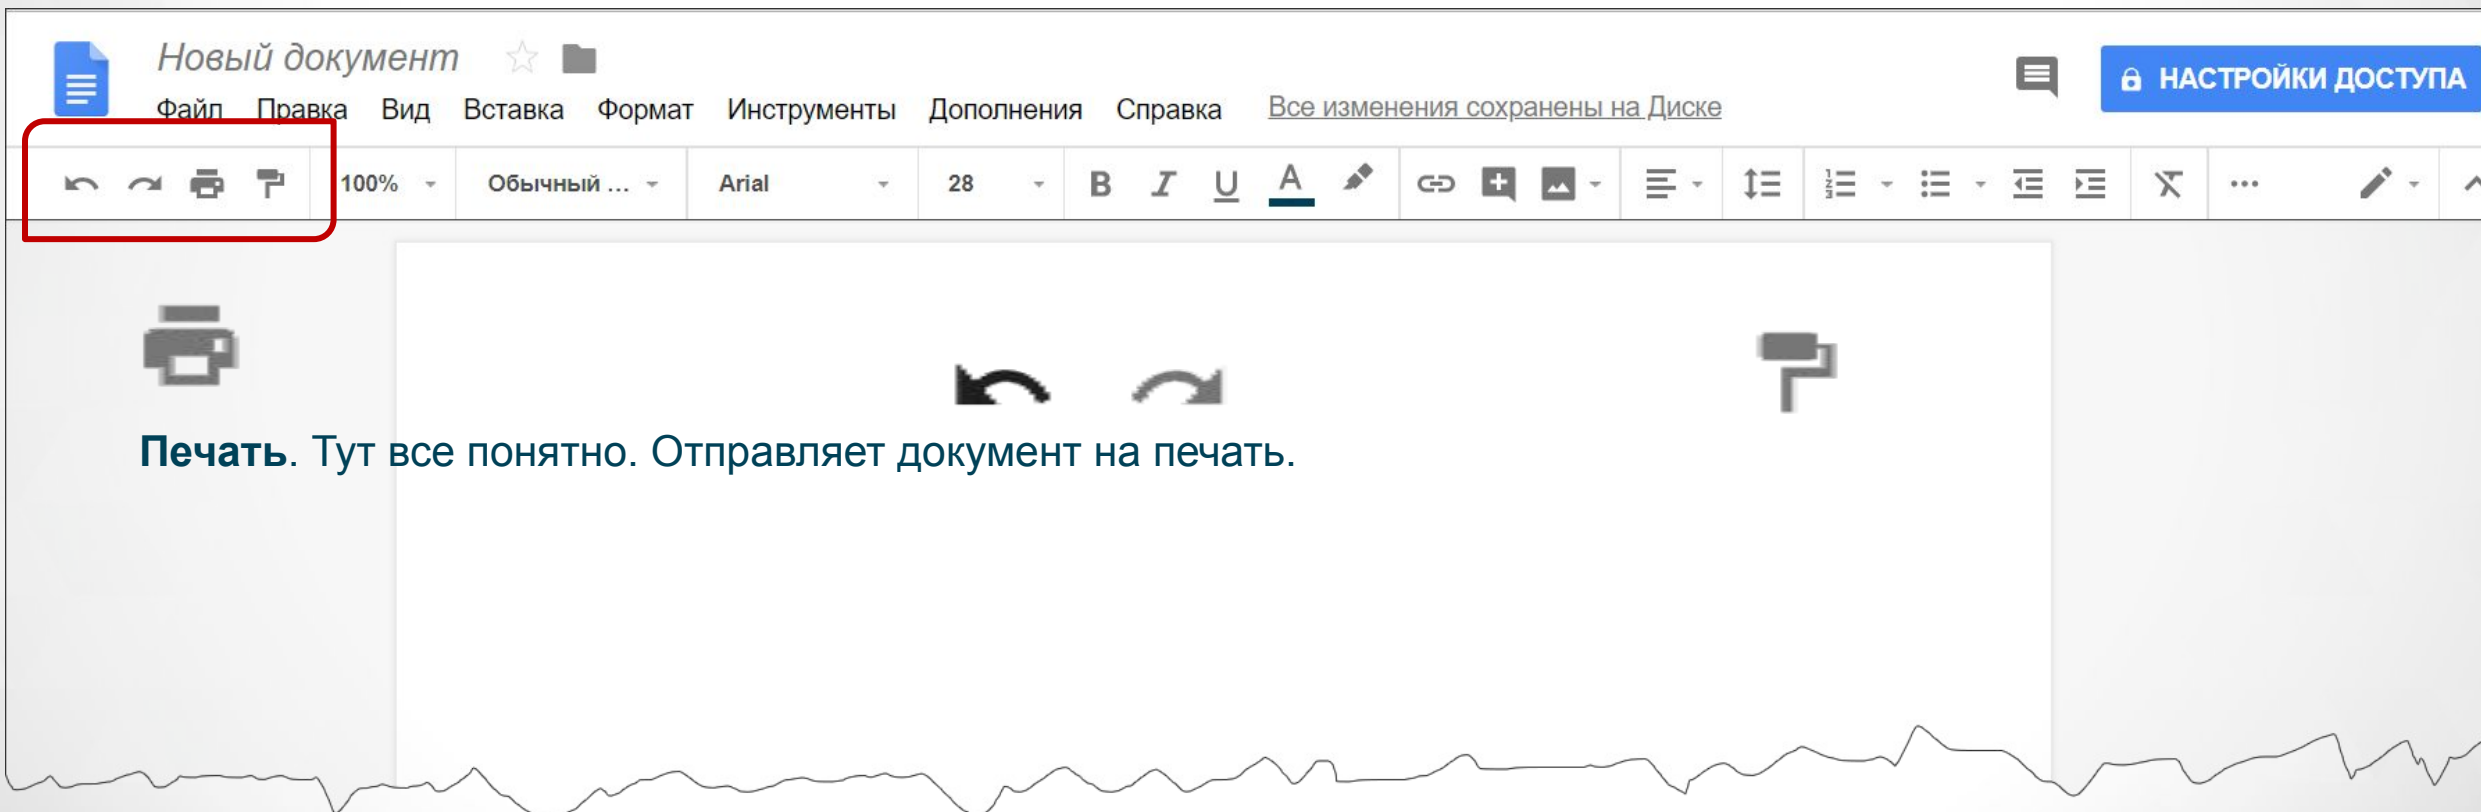 Новый документ
Файл Правка Вид Вставка Формат Инструменты Дополнения Справка Все изменения сохранены на Диске
НАСТРОЙКИ ДОСТУПА
100% Обычный ... Arial 28 B I U A
Печать. Тут все понятно. Отправляет документ на печать.